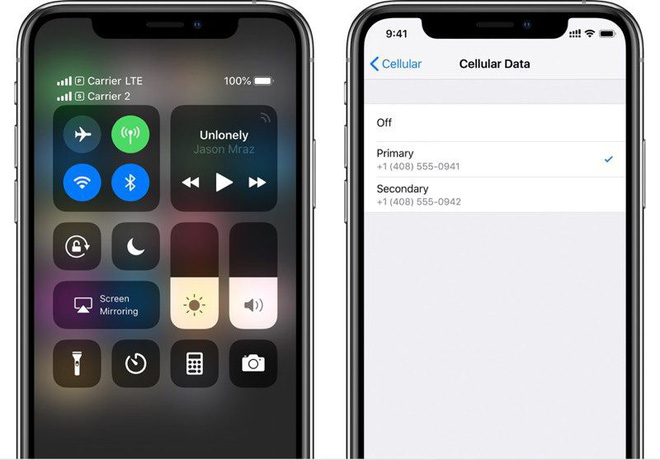 P Carrier LTE 100%
S Carrier 2
Unlonely
Jason Mraz
Screen
Mirroring
9:41
Cellular Cellular Data
Off
Primary
+1 (408) 555-0941
Secondary
+1 (408) 555-0942